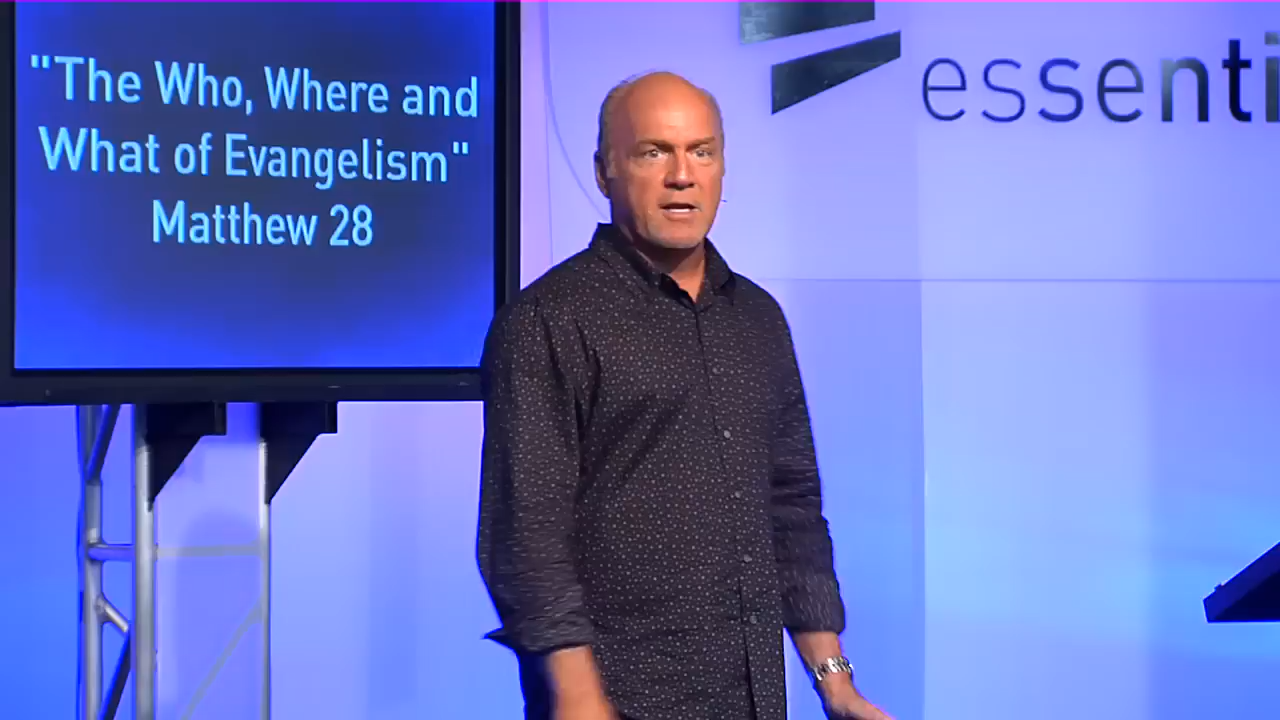 "The Who, Where and
What of Evangelism"
Matthew 28
essenti